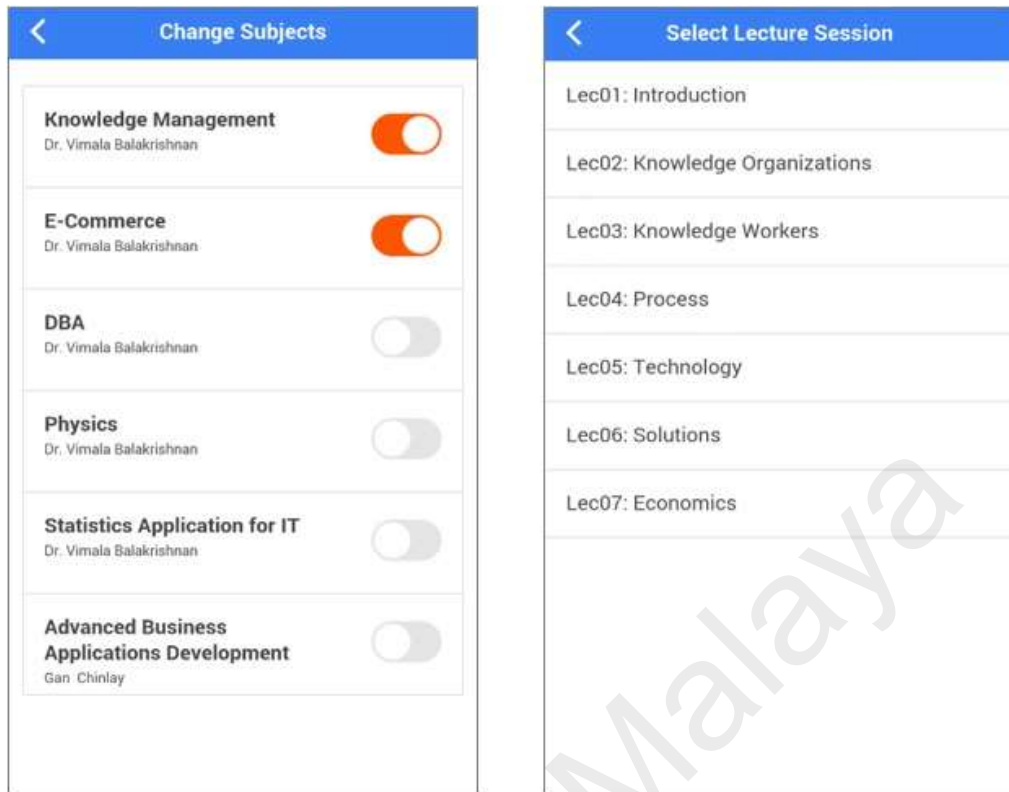 Change Subjects
Knowledge Management
Dr. Vimala Balakrishnan
E-Commerce
Dr. Vimala Balakrishnan
DBA
Dr. Vimala Balakrishnan
Physics
Dr. Vimala Balakrishnan
Statistics Application for IT
Dr. Vimala Balakrishnan
Advanced Business
Applications Development
Gan Chinlay
Select Lecture Session
Lec01: Introduction
Lec02: Knowledge Organizations
Lec03: Knowledge Workers
Lec04: Process
Lec05: Technology
Lec06: Solutions
Lec07: Economics
Malaya